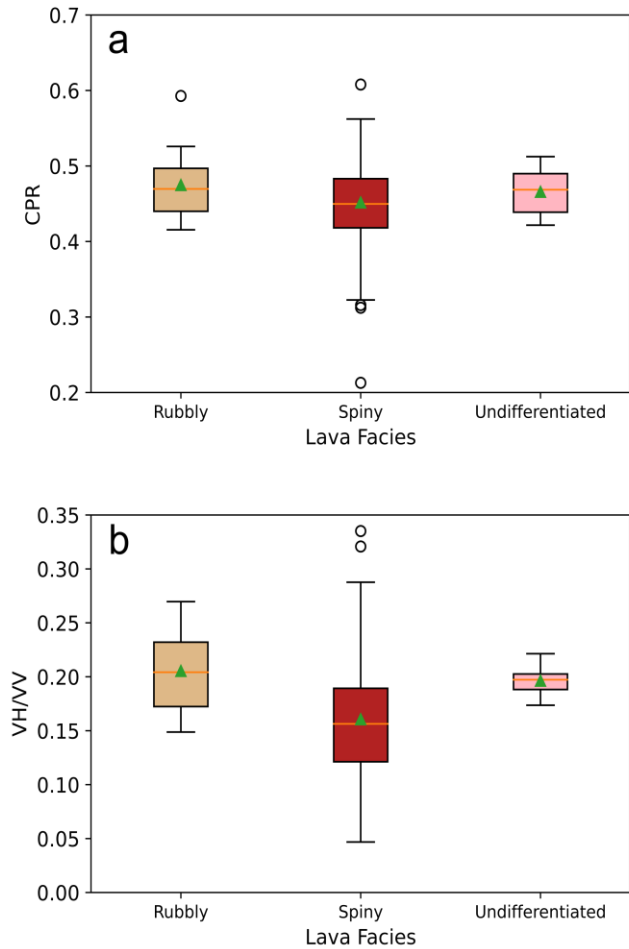 a
0.7
0.6
0.5
0.4
0.3
0.2
CPR
Rubbly Spiny Undifferentiated
Lava Facies
b
0.35
0.30
0.25
0.20
0.15
0.10
0.05
0.00
VH/VV
Rubbly Spiny Undifferentiated
Lava Facies